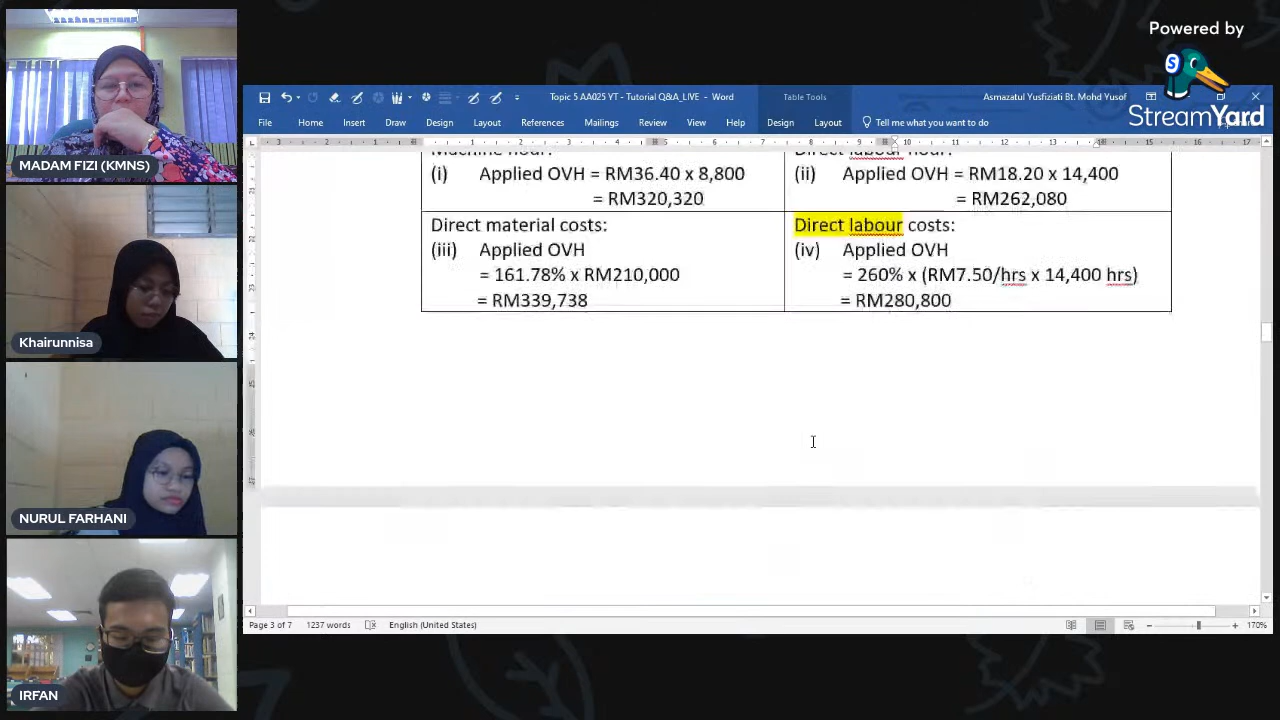 Powered by
StreamYard
MADAM FIZI (KMNS)
Khairunnisa
NURUL FARHANI
IRFAN
Topic 5 AA025 YT - Tutorial Q&A_LIVE - Word
Table Tools
Asmazatul Yusfiziati Bt. Mohd Yusof
File Home Insert Draw Design Layout References Mailings Review View Help Design Layout Tell me what you want to do
Machine hour: Direct labour hour:
(i) Applied OVH = RM36.40 x 8,800 (ii) Applied OVH = RM18.20 x 14,400
= RM320,320 = RM262,080
Direct material costs: Direct labour costs:
(iii) Applied OVH (iv) Applied OVH
= 161.78% x RM210,000 = 260% x (RM7.50/hrs x 14,400 hrs)
= RM339,738 = RM280,800
Page 3 of 7 1237 words English (United States) 170%